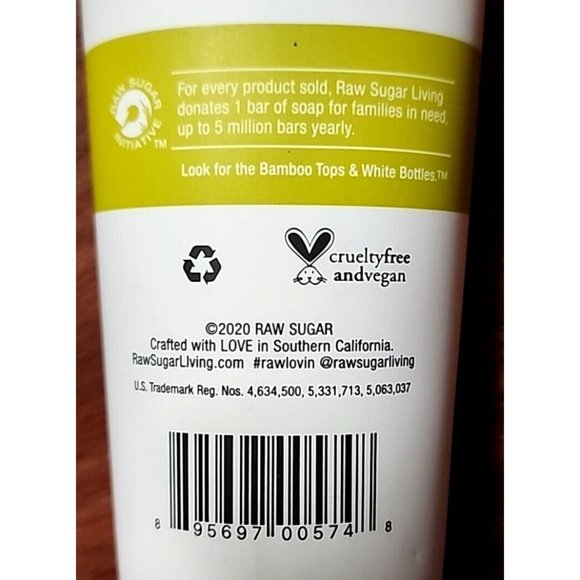 RAW SUGAR
INITIATIVE™
For every product sold, Raw Sugar Living
donates 1 bar of soap for families in need,
up to 5 million bars yearly.
Look for the Bamboo Tops & White Bottles.™
crueltyfree
andvegan
©2020 RAW SUGAR
Crafted with LOVE in Southern California.
RawSugarLiving.com #rawlovin @rawsugarliving
U.S. Trademark Reg. Nos. 4,634,500, 5,331,713, 5,063,037
8 95697 00574 8